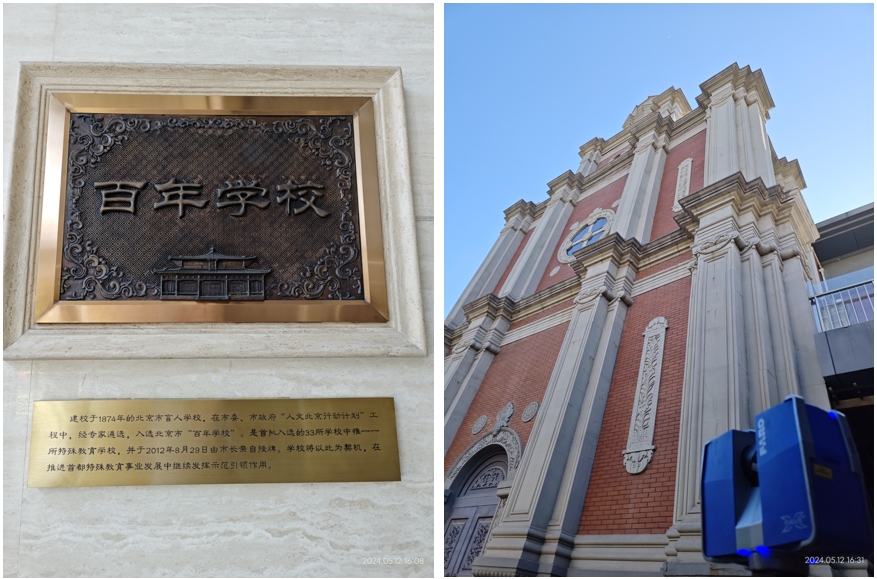 百年学校
建校于1874年的北京市盲人学校，在市委、市政府“人文北京行动计划”工
程中，经专家遴选，入选北京市“百年学校”，是首批入选的33所学校中唯一一
所特殊教育学校，并于2012年8月29日由市长亲自授牌。学校将以此为契机，在
推进首都特殊教育事业发展中继续发挥示范引领作用。
2024.05.12 16:08
FARO
2024.05.12 16:31